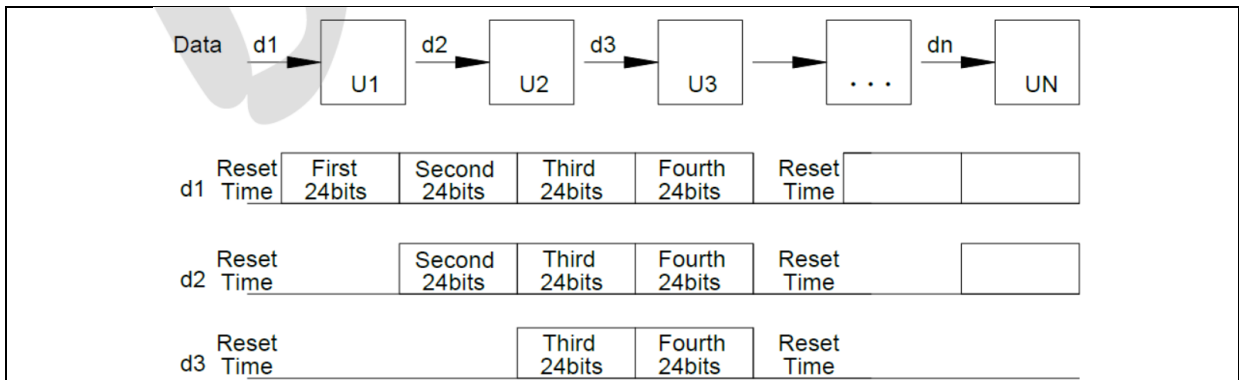 Data d1 d2 d3 dn
U1 U2 U3 ... UN
Reset First Second Third Fourth Reset
d1 Time 24bits 24bits 24bits 24bits Time
Reset Second Third Fourth Reset
d2 Time 24bits 24bits 24bits Time
Reset Third Fourth Reset
d3 Time 24bits 24bits Time